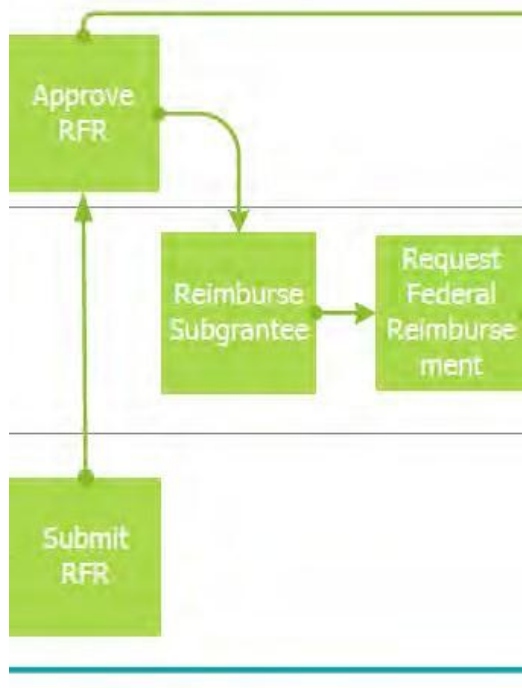 Approve
RFR
Reimburse
Subgrantee
Request
Federal
Reimburse
ment
Submit
RFR